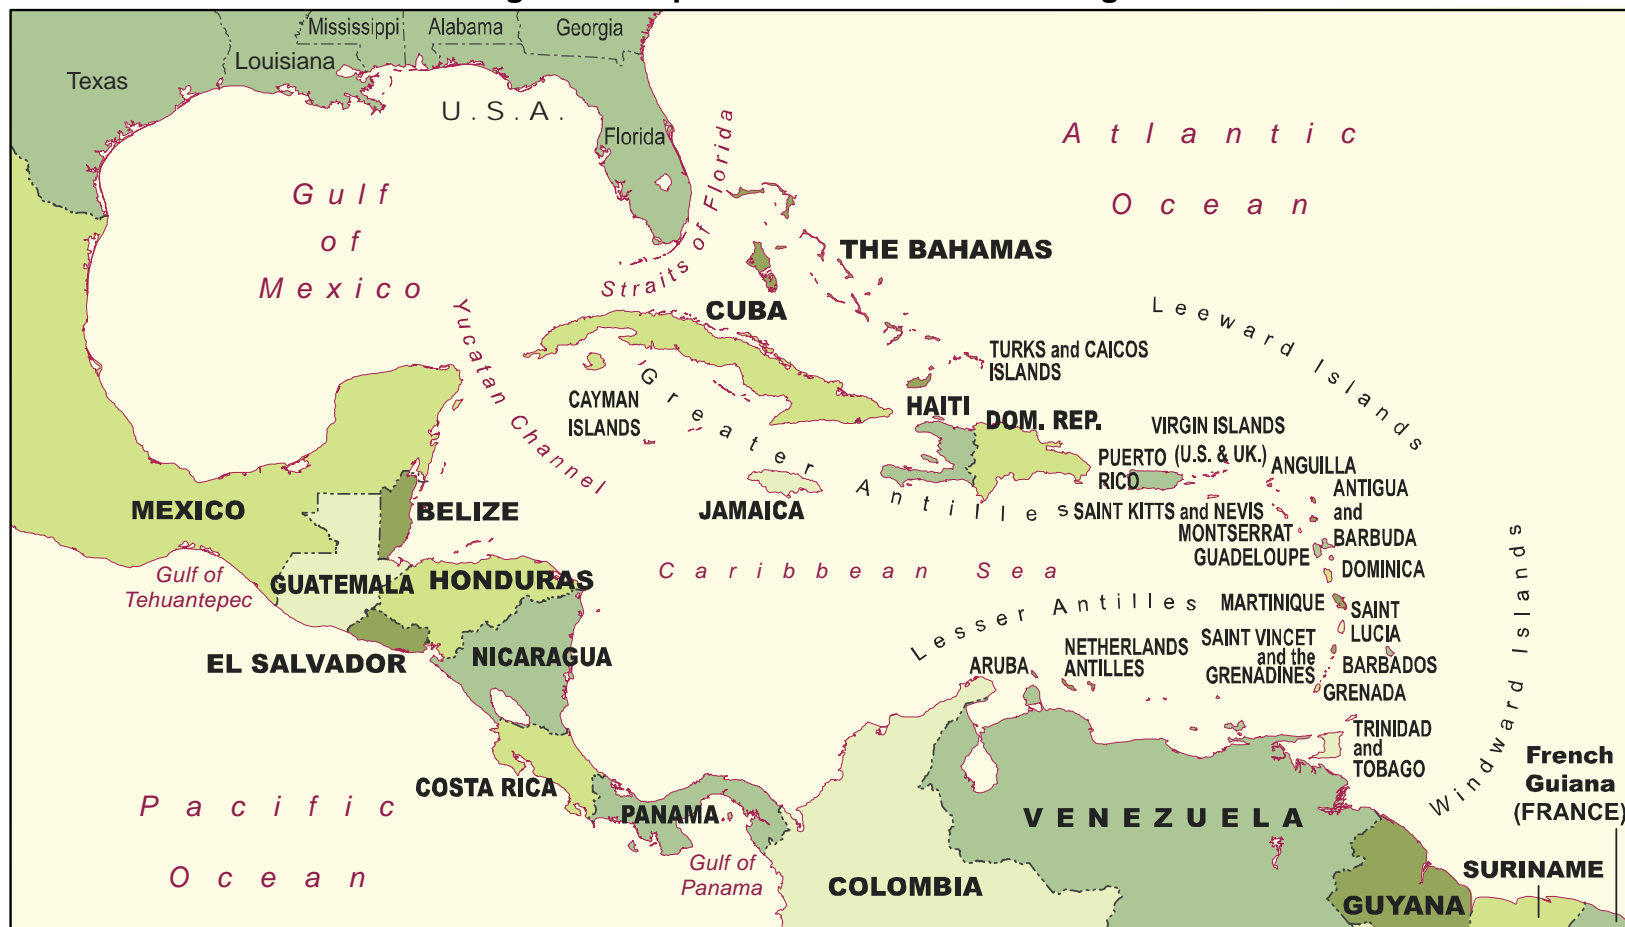 Mississippi
Alabama
Georgia
Louisiana
Texas
U.S.A.
Florida
Atlantic
Ocean
Gulf
of
Mexico
Straits of Florida
THE BAHAMAS
CUBA
Yucatan Channel
Leeward Islands
TURKS and CAICOS
ISLANDS
CAYMAN
ISLANDS
Greater
Antilles
HAITI
DOM. REP.
VIRGIN ISLANDS
(U.S. & UK.)
PUERTO
RICO
ANGUILLA
ANTIGUA
and
BARBUDA
MEXICO
BELIZE
JAMAICA
SAINT KITTS and NEVIS
MONTSERRAT
GUADELOUPE
DOMINICA
Gulf of
Tehuantepec
GUATEMALA
HONDURAS
Caribbean Sea
Lesser Antilles
MARTINIQUE
SAINT
LUCIA
Windward Islands
EL SALVADOR
NICARAGUA
ARUBA
NETHERLANDS
ANTILLES
SAINT VINCET
and the
GRENADINES
BARBADOS
GRENADA
TRINIDAD
and
TOBAGO
COSTA RICA
PANAMA
Pacific
Ocean
Gulf of
Panama
VENEZUELA
COLOMBIA
French
Guiana
(FRANCE)
SURINAME
GUYANA